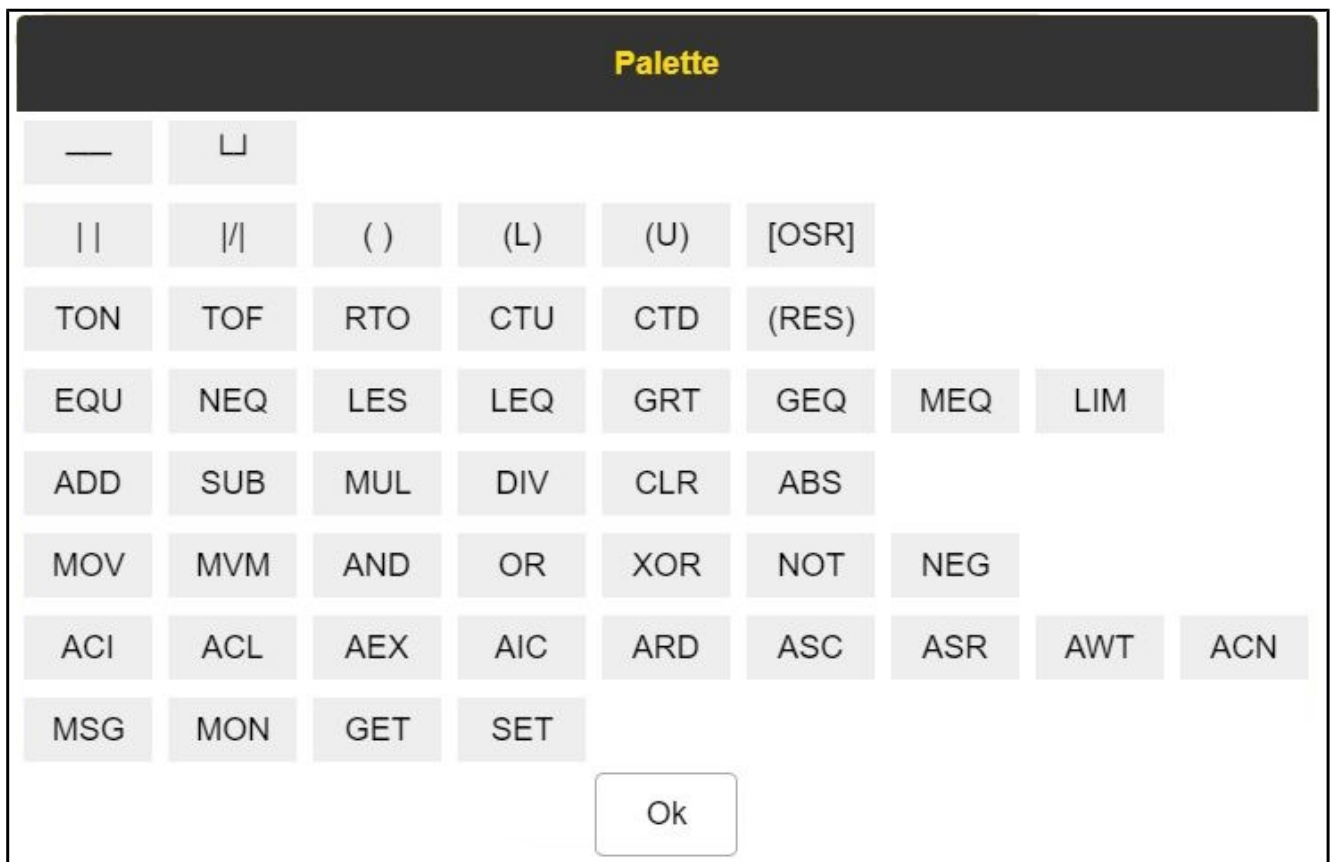 Palette
| | |/| ( ) (L) (U) [OSR]
TON TOF RTO CTU CTD (RES)
EQU NEQ LES LEQ GRT GEQ MEQ LIM
ADD SUB MUL DIV CLR ABS
MOV MVM AND OR XOR NOT NEG
ACI ACL AEX AIC ARD ASC ASR AWT ACN
MSG MON GET SET
Ok